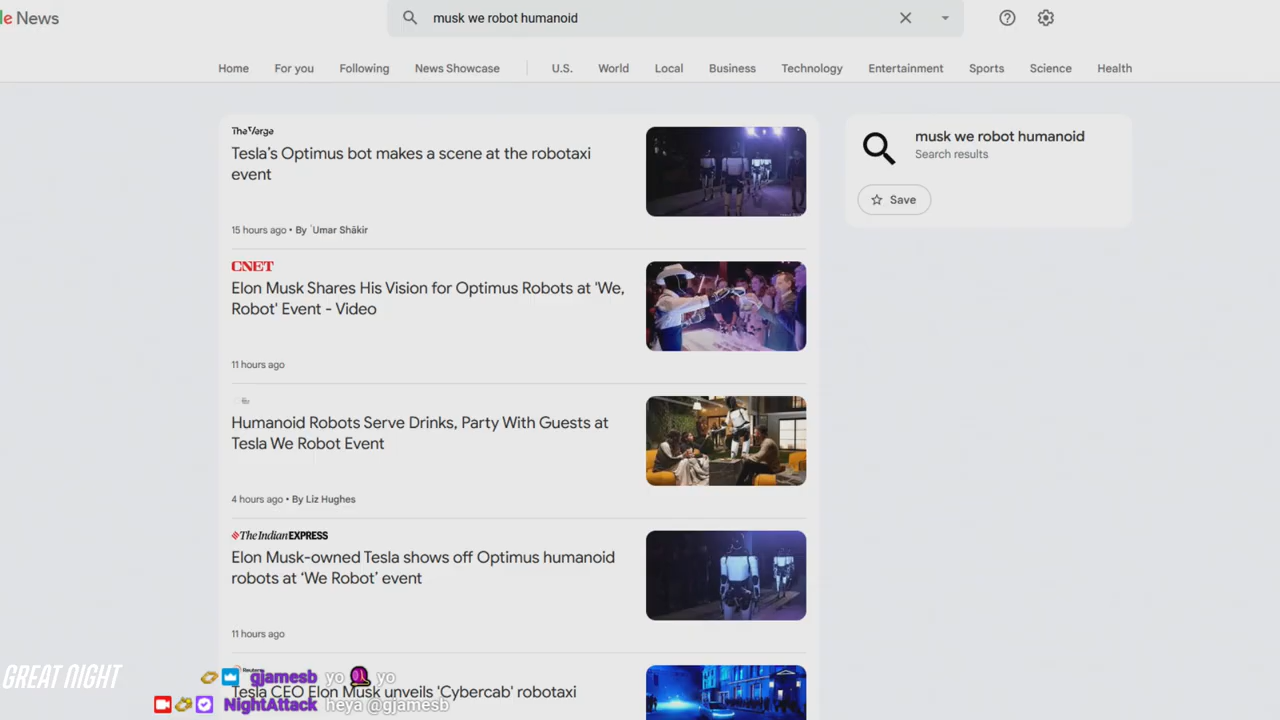 le News
musk we robot humanoid
Home For you Following News Showcase U.S. World Local Business Technology Entertainment Sports Science Health
The Verge
Tesla's Optimus bot makes a scene at the robotaxi
event
15 hours ago • By ʿUmar Shākir
musk we robot humanoid
Search results
Save
CNET
Elon Musk Shares His Vision for Optimus Robots at 'We,
Robot' Event - Video
11 hours ago
Humanoid Robots Serve Drinks, Party With Guests at
Tesla We Robot Event
4 hours ago • By Liz Hughes
The Indian EXPRESS
Elon Musk-owned Tesla shows off Optimus humanoid
robots at ‘We Robot’ event
11 hours ago
Reuters
Tesla CEO Elon Musk unveils 'Cybercab' robotaxi
GREAT NIGHT
gjamesb yo yo
NightAttack heya @gjamesb